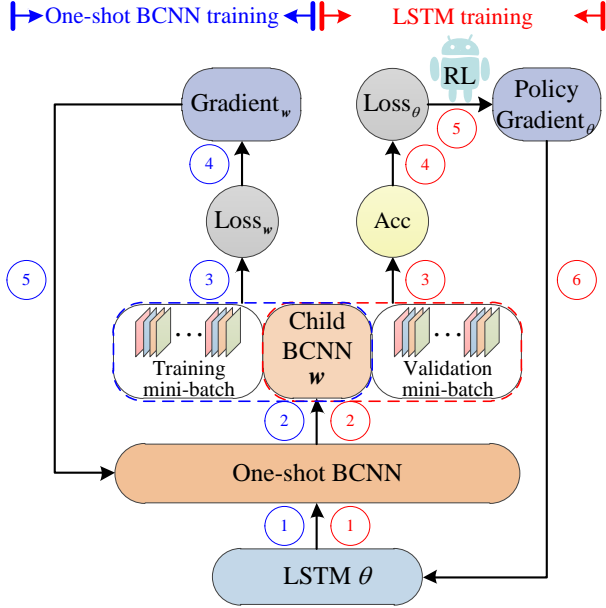 One-shot BCNN training
LSTM training
Gradient_w
Loss_θ
RL
Policy
Gradient_θ
5
4
4
Loss_w
Acc
5
3
3
6
Training
mini-batch
Child
BCNN
w
Validation
mini-batch
2
2
One-shot BCNN
1
1
LSTM θ